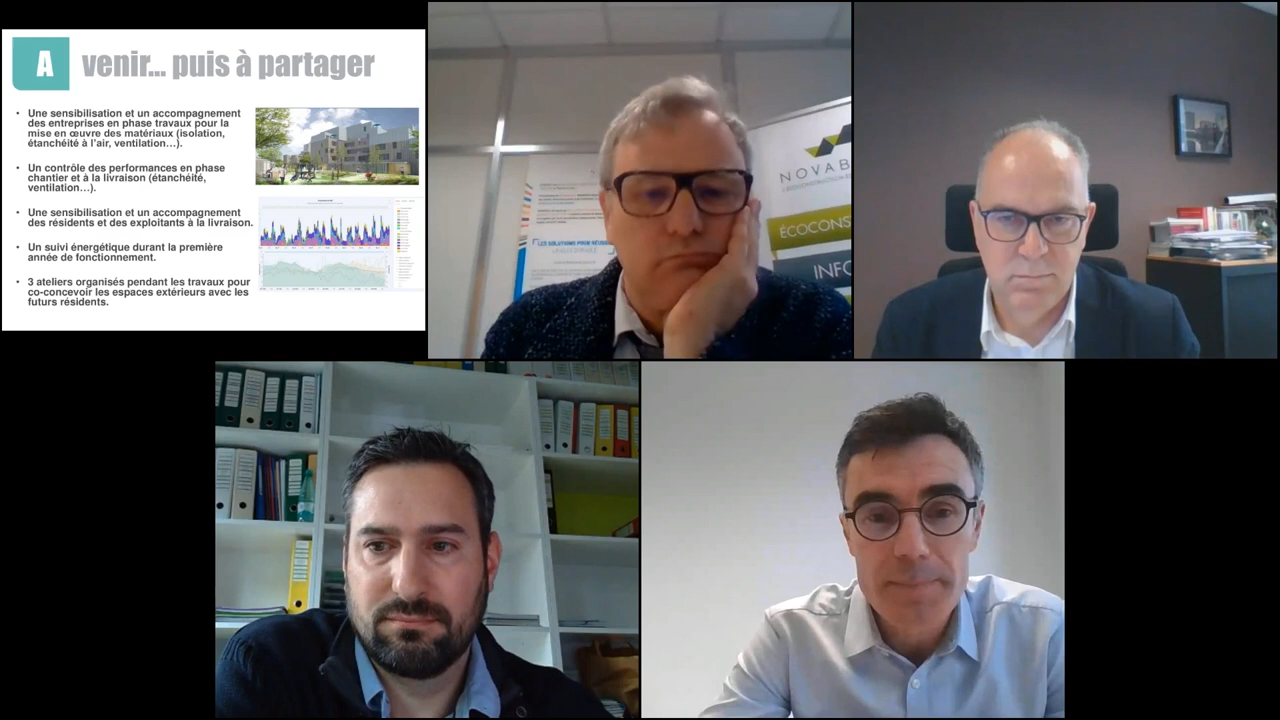 A venir... puis à partager
• Une sensibilisation et un accompagnement
des entreprises en phase travaux pour la
mise en œuvre des matériaux (isolation,
étanchéité à l'air, ventilation...).
• Un contrôle des performances en phase
chantier et à la livraison (étanchéité,
ventilation...).
• Une sensibilisation et un accompagnement
des résidents et des exploitants à la livraison.
• Un suivi énergétique durant la première
année de fonctionnement.
• 3 ateliers organisés pendant les travaux pour
co-concevoir les espaces extérieurs avec les
futurs résidents.
LES SOLUTIONS POUR RÉUSS
NOVAB
ÉCOCONS
INFO